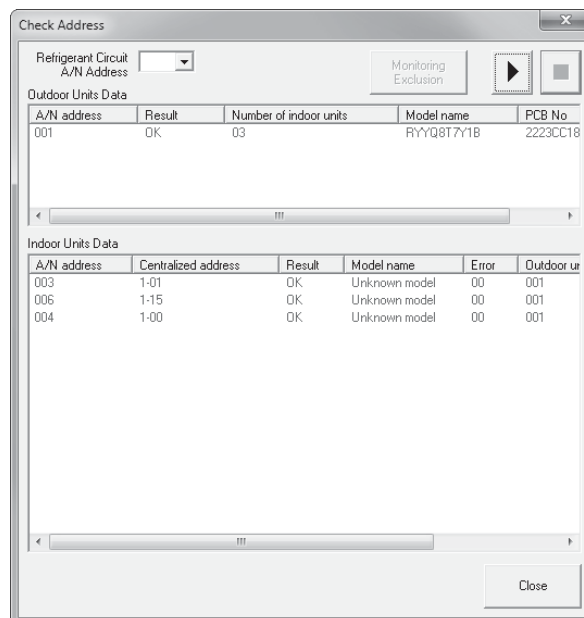 Check Address
Refrigerant Circuit
A/N Address
Monitoring
Exclusion
Outdoor Units Data
A/N address Result Number of indoor units Model name PCB No
001 OK 03 RYYQ8T7Y1B 2223CC18
Indoor Units Data
A/N address Centralized address Result Model name Error Outdoor un
003 1-01 OK Unknown model 00 001
006 1-15 OK Unknown model 00 001
004 1-00 OK Unknown model 00 001
Close